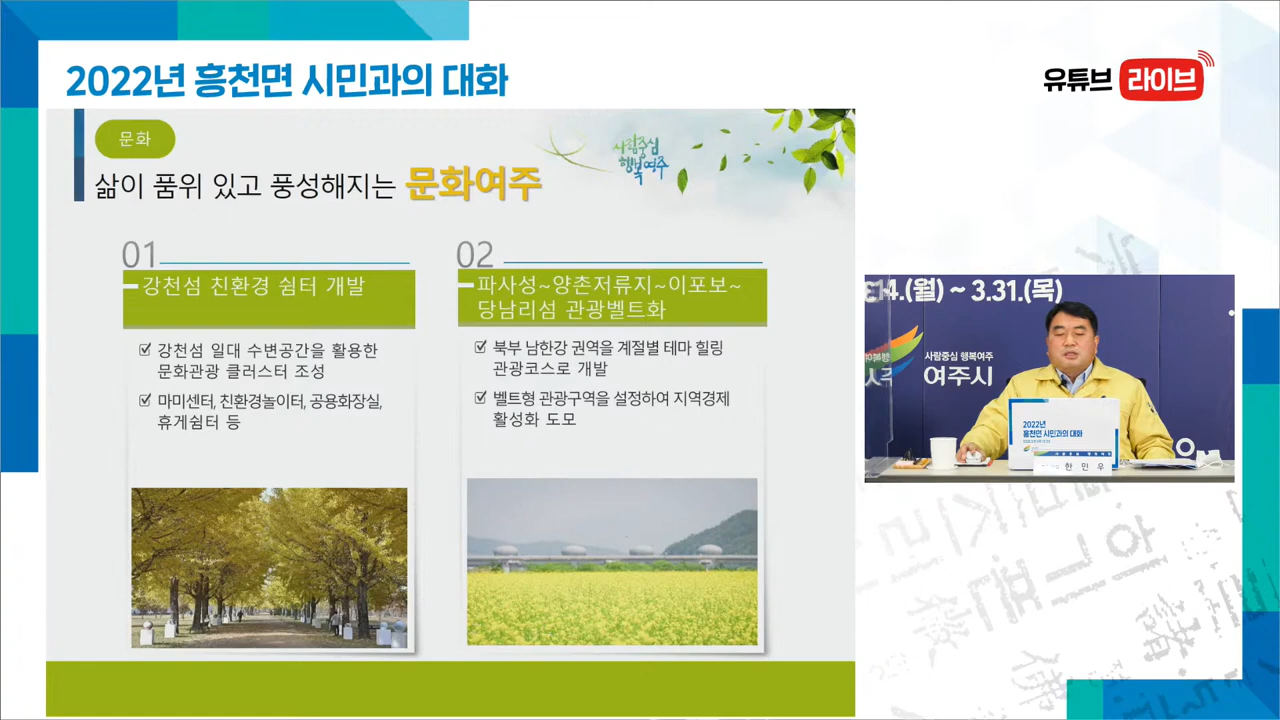 2022년 흥천면 시민과의 대화
유튜브 라이브
문화
사람중심
행복여주
삶이 품위 있고 풍성해지는 문화여주
01
강천섬 친환경 쉼터 개발
강천섬 일대 수변공간을 활용한
문화관광 클러스터 조성
마미센터, 친환경놀이터, 공용화장실,
휴게쉼터 등
02
파사성~양촌저류지~이포보~
당남리섬 관광벨트화
북부 남한강 권역을 계절별 테마 힐링
관광코스로 개발
벨트형 관광구역을 설정하여 지역경제
활성화 도모
14.(월) ~ 3.31.(목)
사람중심 행복여주
여주시
2022년
흥천면 시민과의 대화
한 민 우